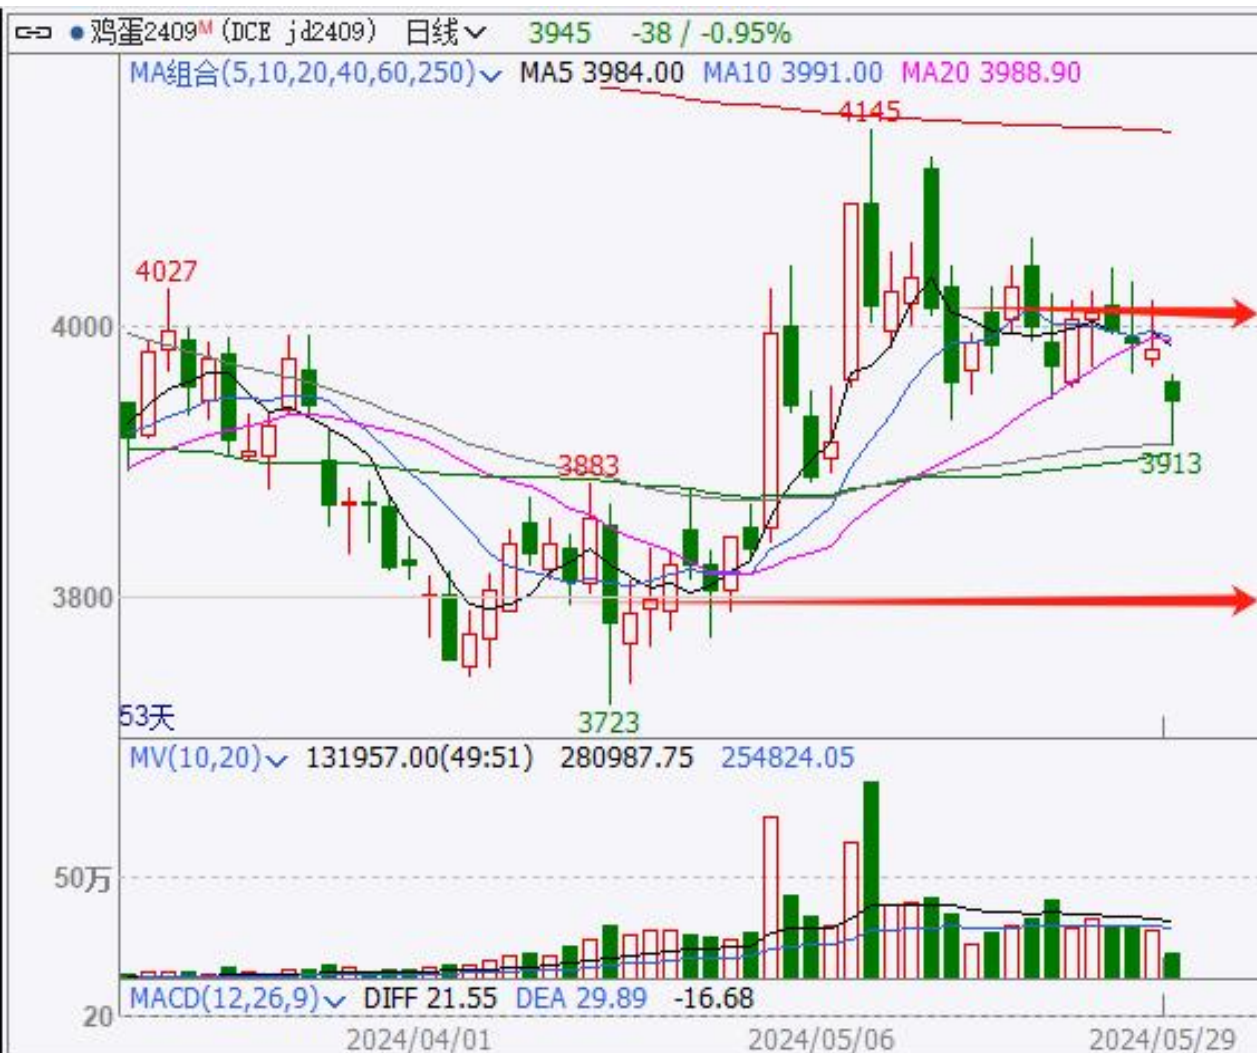 鸡蛋2409M (DCE jd2409) 日线 3945 -38 / -0.95%
MA组合(5,10,20,40,60,250) MA5 3984.00 MA10 3991.00 MA20 3988.90
4145
4027
4000
3883
3913
3800
53天
3723
MV(10,20) 131957.00(49:51) 280987.75 254824.05
50万
MACD(12,26,9) DIFF 21.55 DEA 29.89 -16.68
20
2024/04/01 2024/05/06 2024/05/29